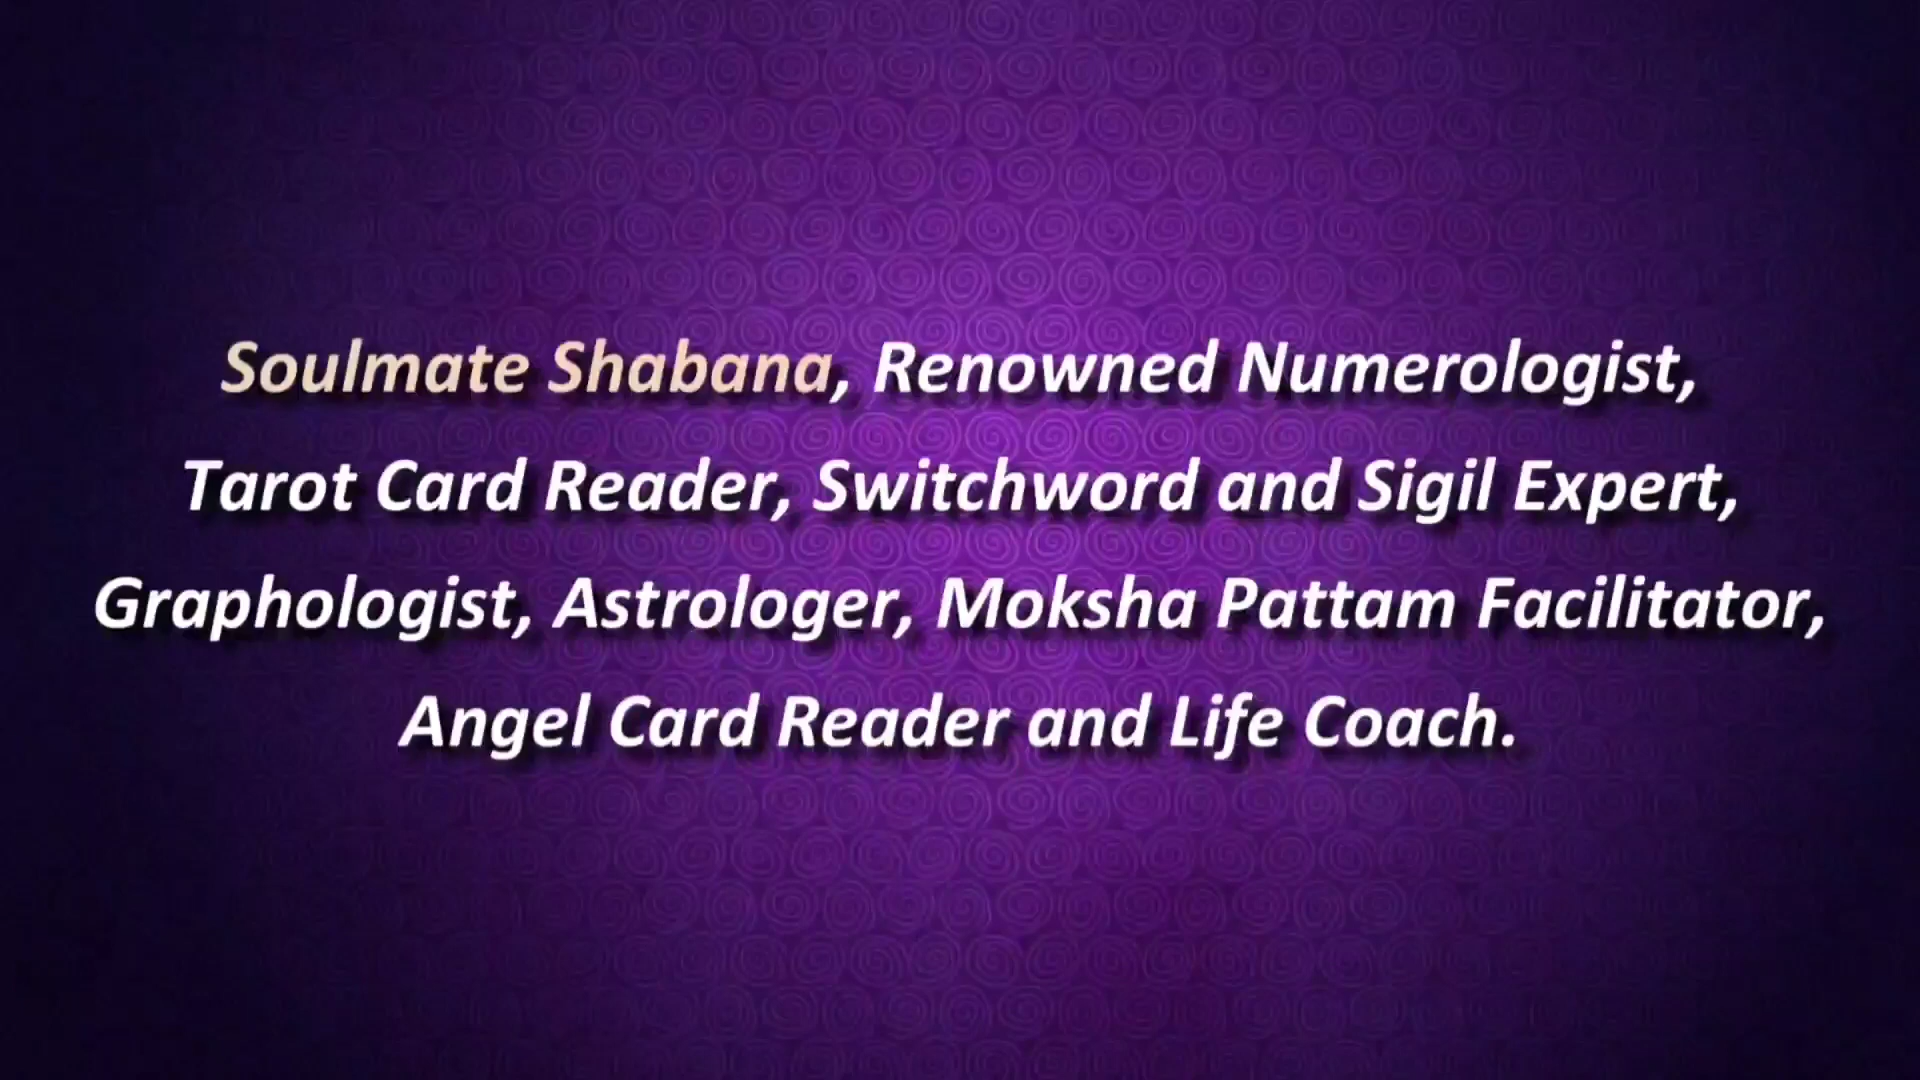 Soulmate Shabana, Renowned Numerologist,
Tarot Card Reader, Switchword and Sigil Expert,
Graphologist, Astrologer, Moksha Pattam Facilitator,
Angel Card Reader and Life Coach.